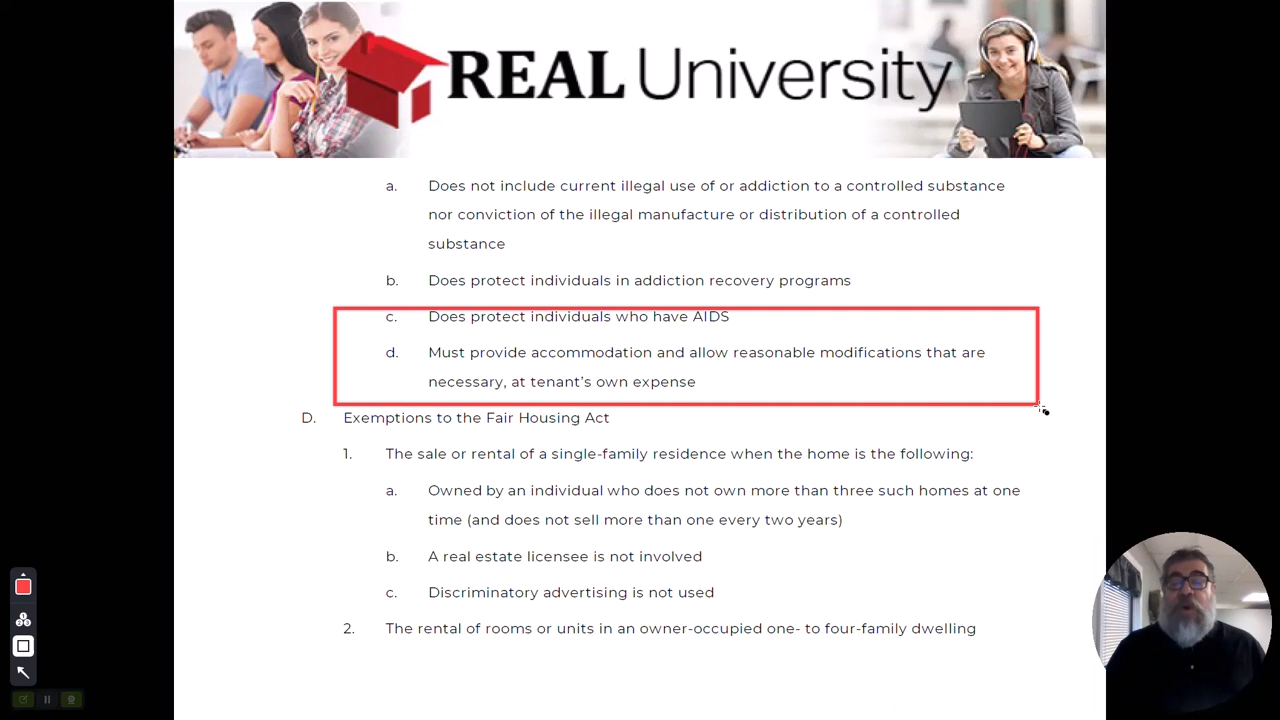 REAL University
a. Does not include current illegal use of or addiction to a controlled substance
nor conviction of the illegal manufacture or distribution of a controlled
substance
b. Does protect individuals in addiction recovery programs
c. Does protect individuals who have AIDS
d. Must provide accommodation and allow reasonable modifications that are
necessary, at tenant’s own expense
D. Exemptions to the Fair Housing Act
1. The sale or rental of a single-family residence when the home is the following:
a. Owned by an individual who does not own more than three such homes at one
time (and does not sell more than one every two years)
b. A real estate licensee is not involved
c. Discriminatory advertising is not used
2. The rental of rooms or units in an owner-occupied one- to four-family dwelling